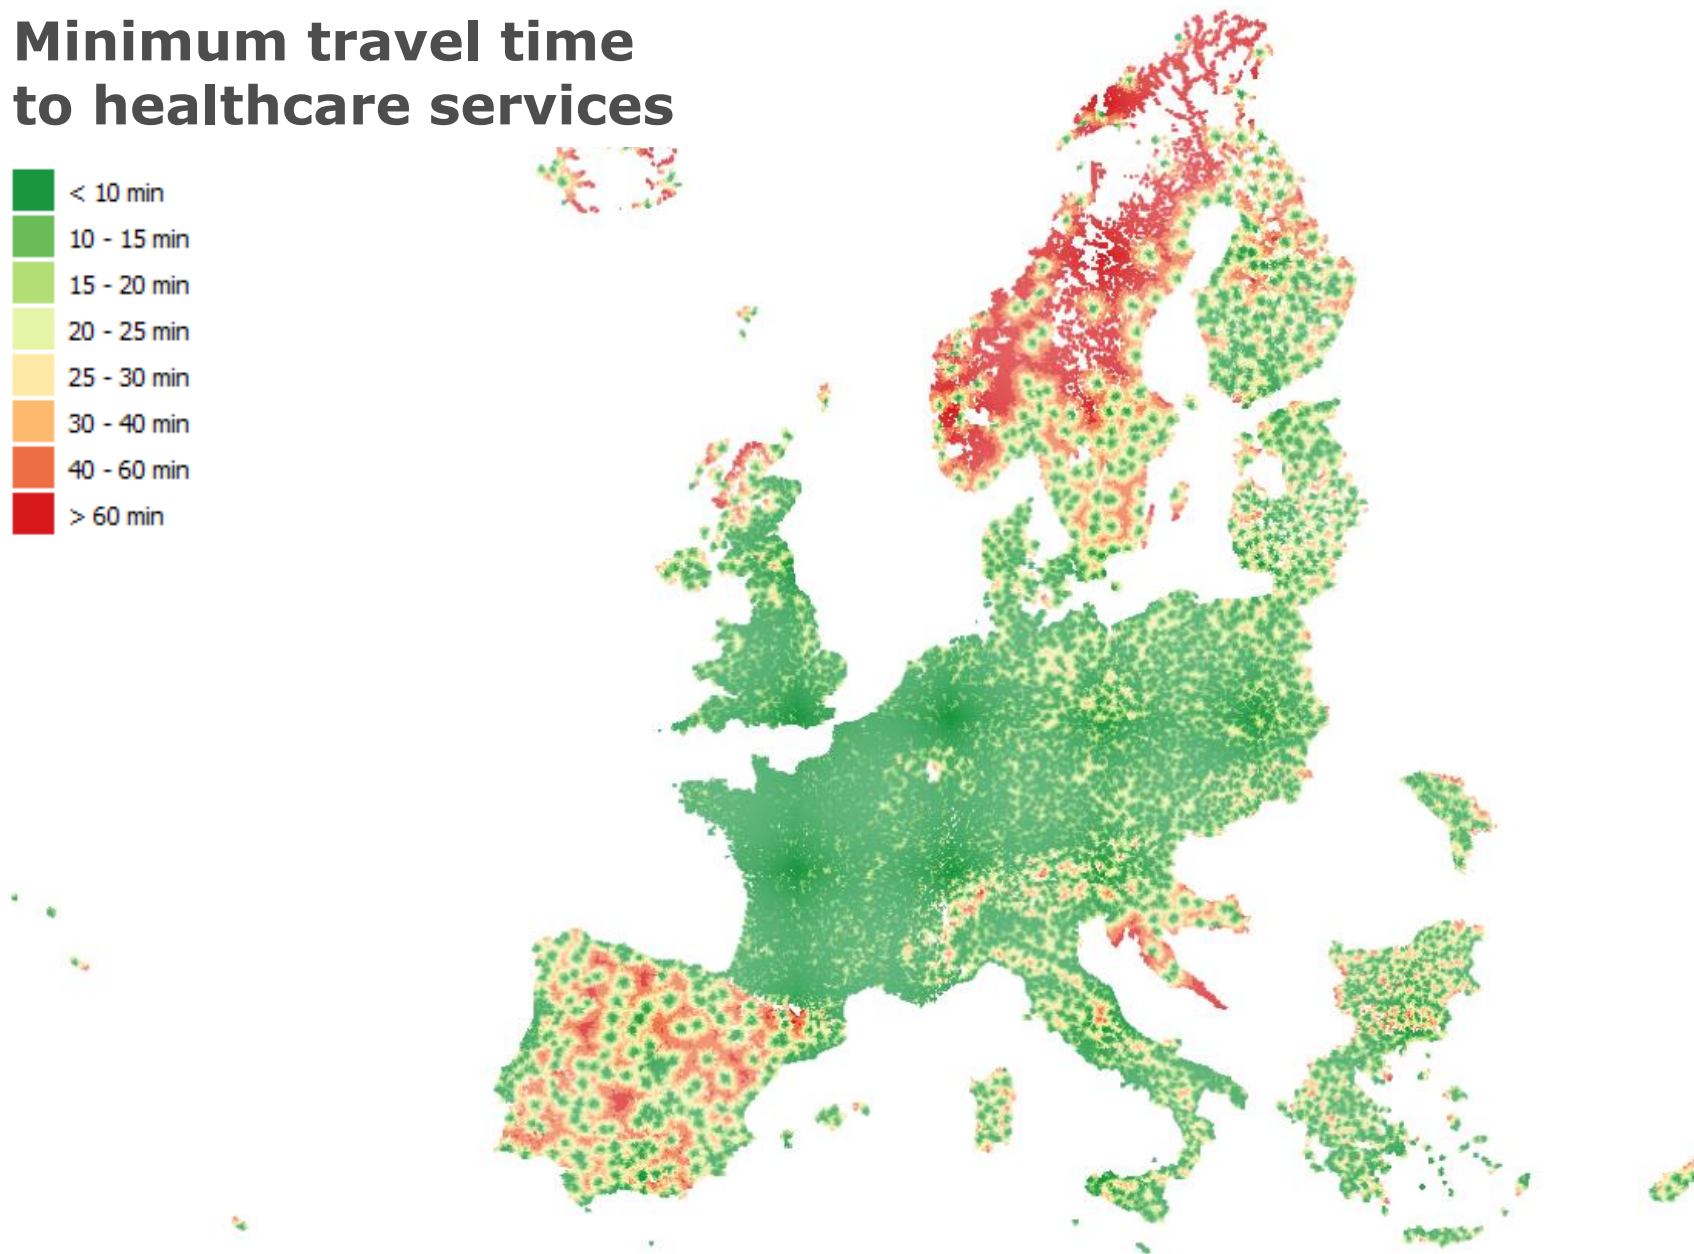 Minimum travel time
to healthcare services
< 10 min
10 - 15 min
15 - 20 min
20 - 25 min
25 - 30 min
30 - 40 min
40 - 60 min
> 60 min